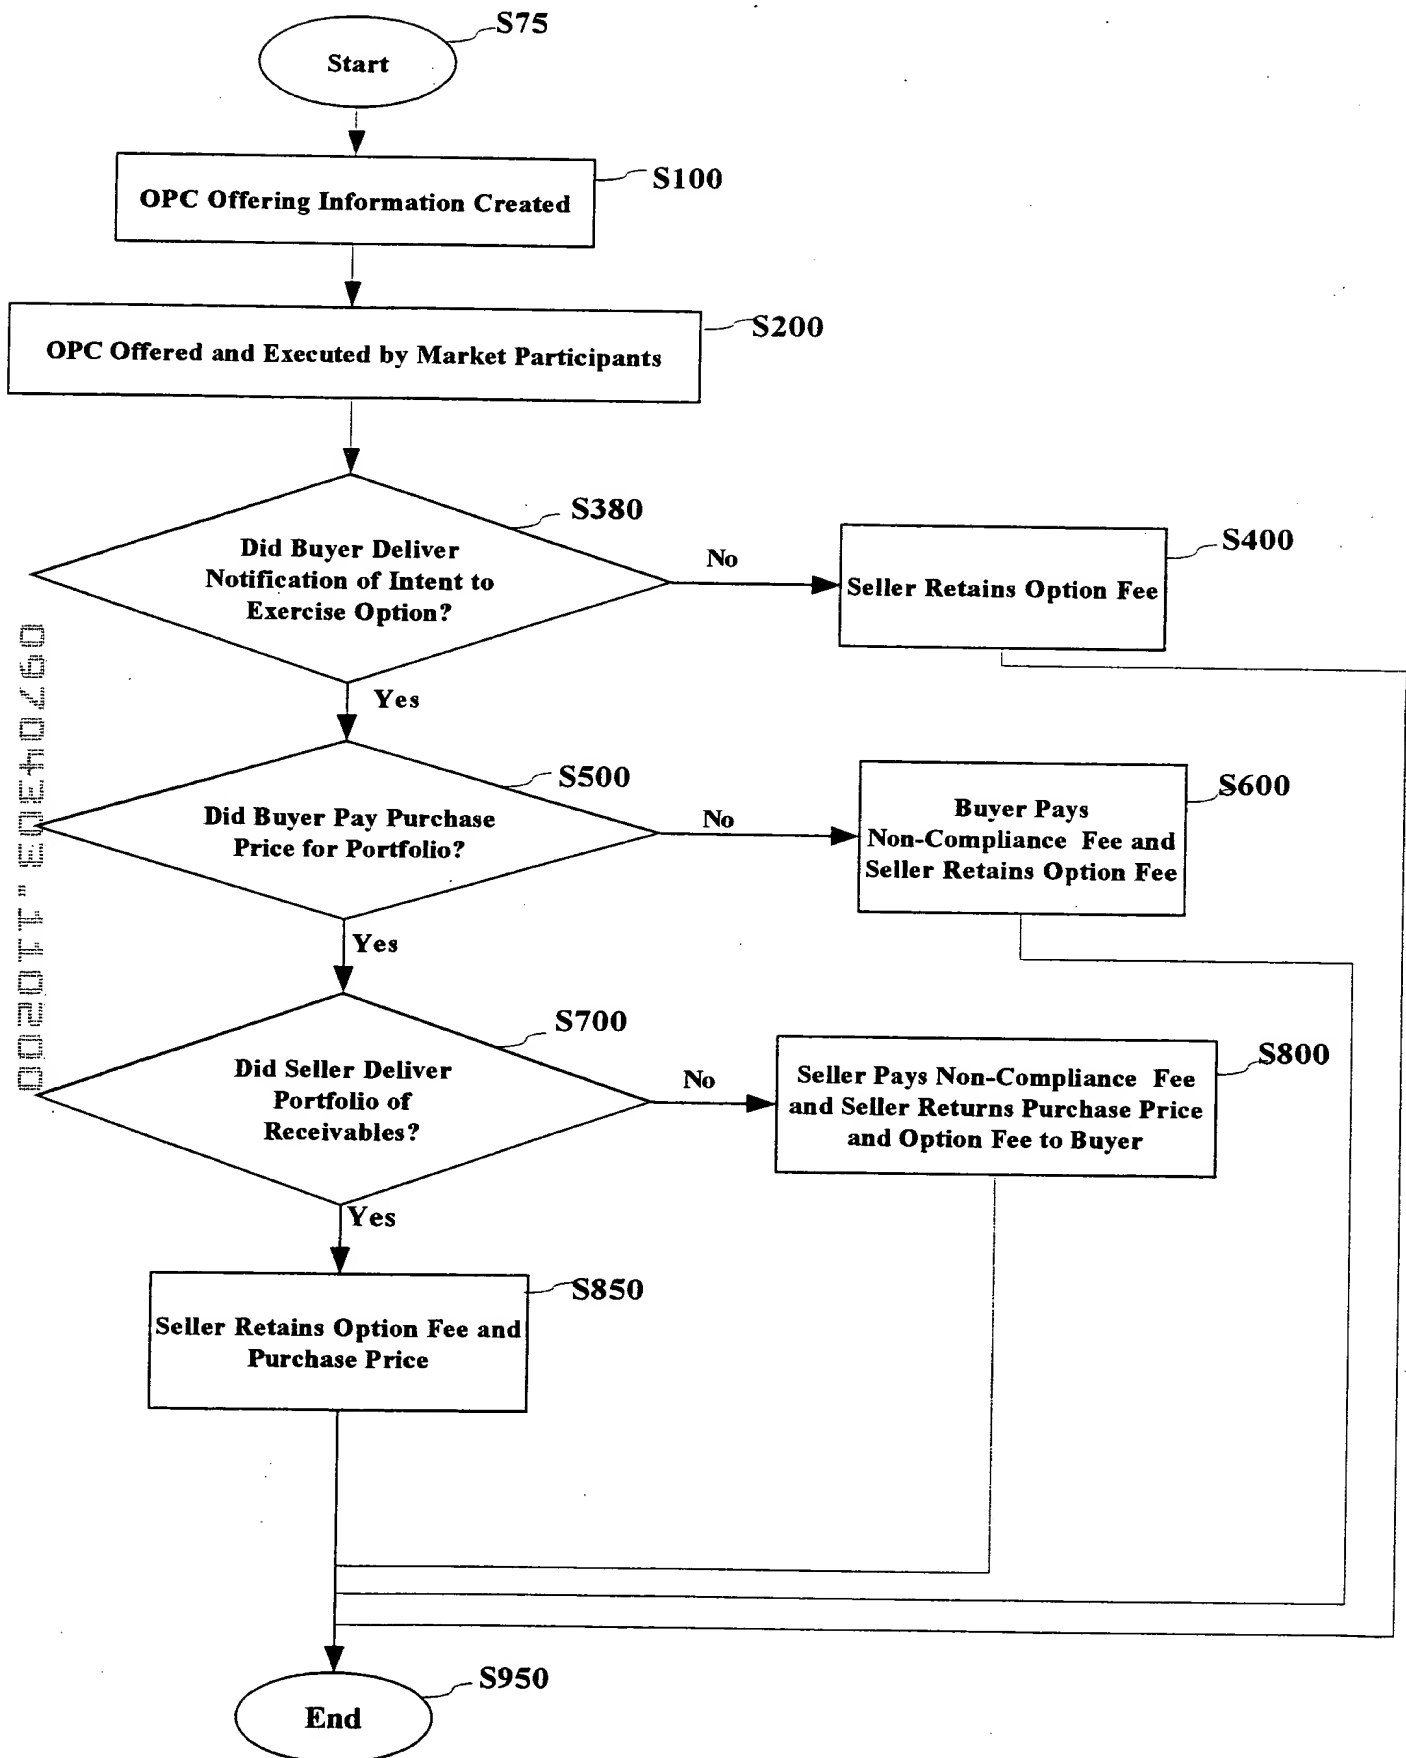 S75
Start
S100
OPC Offering Information Created
S200
OPC Offered and Executed by Market Participants
S380
Did Buyer Deliver
Notification of Intent to
Exercise Option?
No
S400
Seller Retains Option Fee
Yes
S500
Did Buyer Pay Purchase
Price for Portfolio?
No
S600
Buyer Pays
Non-Compliance Fee and
Seller Retains Option Fee
Yes
S700
Did Seller Deliver
Portfolio of
Receivables?
No
S800
Seller Pays Non-Compliance Fee
and Seller Returns Purchase Price
and Option Fee to Buyer
Yes
S850
Seller Retains Option Fee and
Purchase Price
S950
End
09704303.110200